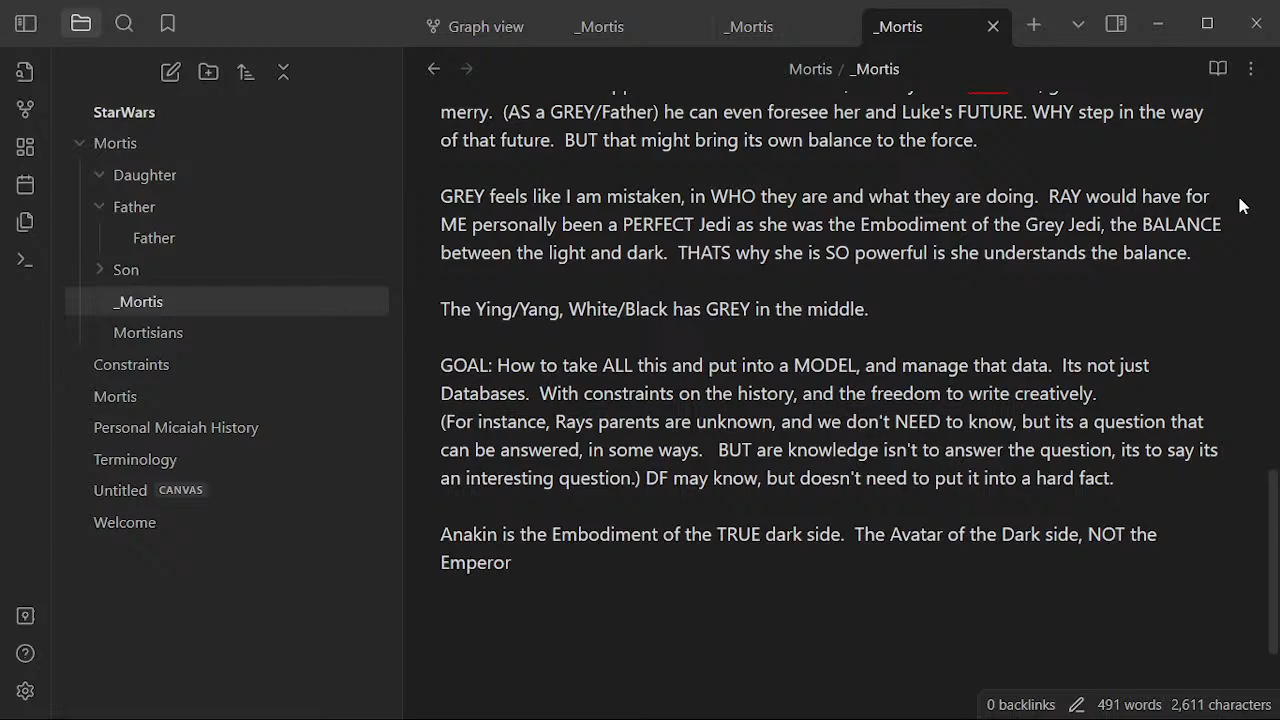 Graph view
_Mortis
_Mortis
_Mortis
Mortis / _Mortis
StarWars
Mortis
Daughter
Father
Father
Son
_Mortis
Mortisians
Constraints
Mortis
Personal Micaiah History
Terminology
Untitled CANVAS
Welcome
merry.  (AS a GREY/Father) he can even foresee her and Luke's FUTURE. WHY step in the way
of that future.  BUT that might bring its own balance to the force.
GREY feels like I am mistaken, in WHO they are and what they are doing.  RAY would have for
ME personally been a PERFECT Jedi as she was the Embodiment of the Grey Jedi, the BALANCE
between the light and dark.  THATS why she is SO powerful is she understands the balance.
The Ying/Yang, White/Black has GREY in the middle.
GOAL: How to take ALL this and put into a MODEL, and manage that data.  Its not just
Databases.  With constraints on the history, and the freedom to write creatively.
(For instance, Rays parents are unknown, and we don't NEED to know, but its a question that
can be answered, in some ways.   BUT are knowledge isn't to answer the question, its to say its
an interesting question.) DF may know, but doesn't need to put it into a hard fact.
Anakin is the Embodiment of the TRUE dark side.  The Avatar of the Dark side, NOT the
Emperor
0 backlinks 491 words 2,611 characters